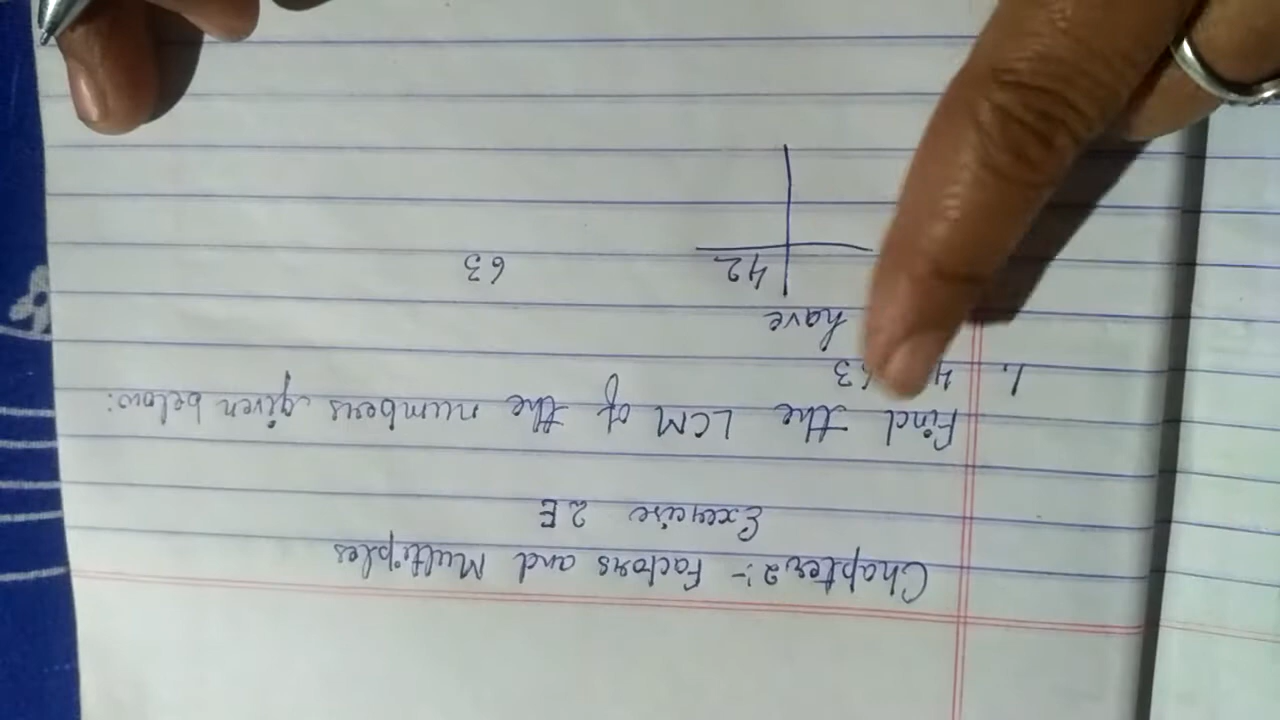 Chapter 2:- Factors and Multiples
Exercise 2E
Find the LCM of the numbers given below:
1. 63
have
42 63